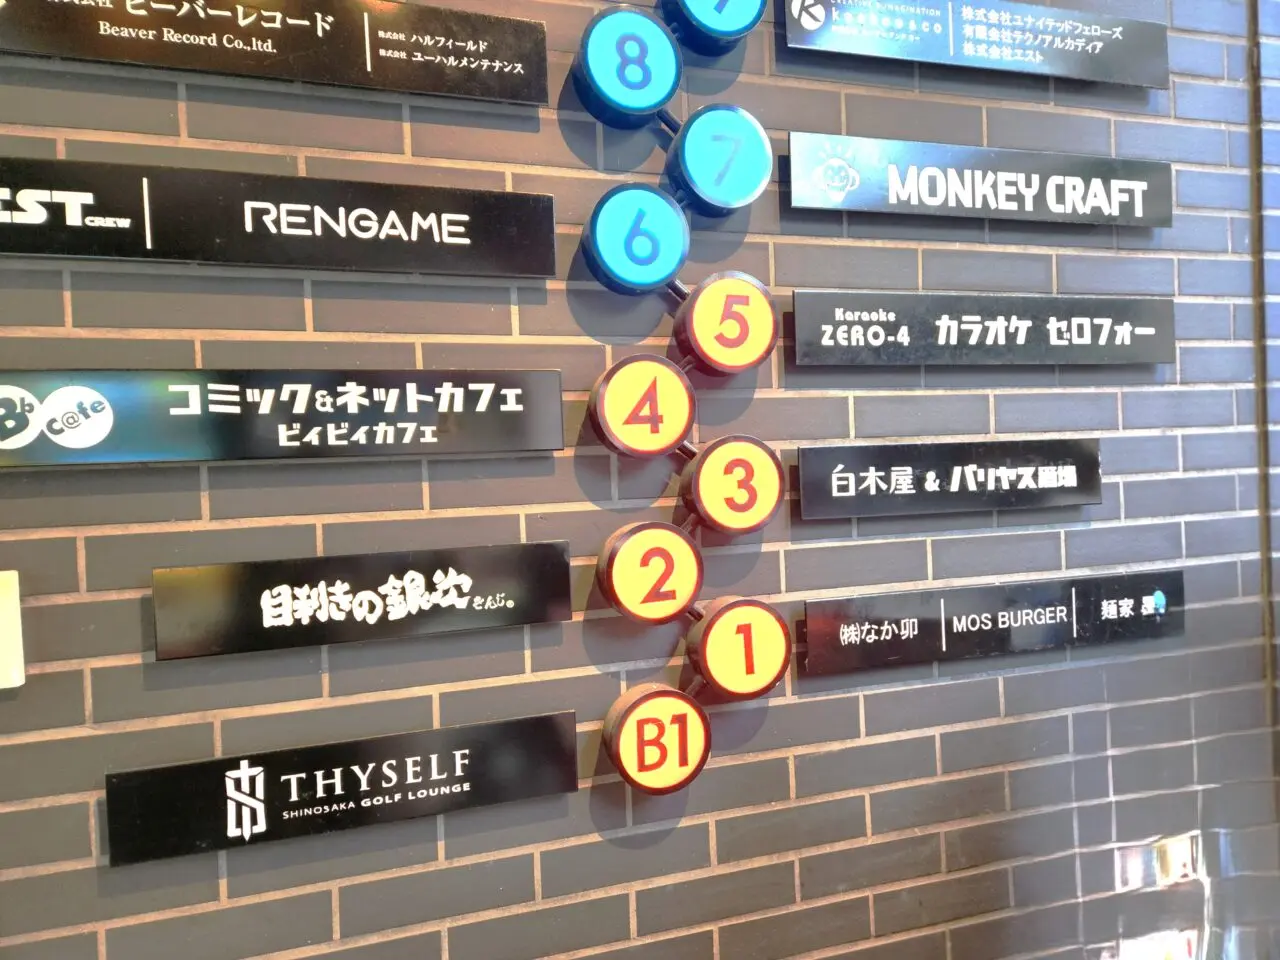 ビーバーレコード
Beaver Record Co.,ltd.
株式会社 ハルフィールド
株式会社 ユーハルメンテナンス
8
7
6
5
4
3
2
1
B1
株式会社ユナイテッドフェローズ
有限会社テクノアルカディア
株式会社エスト
CREW
RENGAME
MONKEY CRAFT
Karaoke
ZERO-4 カラオケ ゼロフォー
Bb c@fe
コミック&ネットカフェ
ビィビィカフェ
白木屋 & バリヤス酒場
目利きの銀次 ぎんじ。
㈱なか卯
MOS BURGER
麺家
THYSELF
SHINOSAKA GOLF LOUNGE